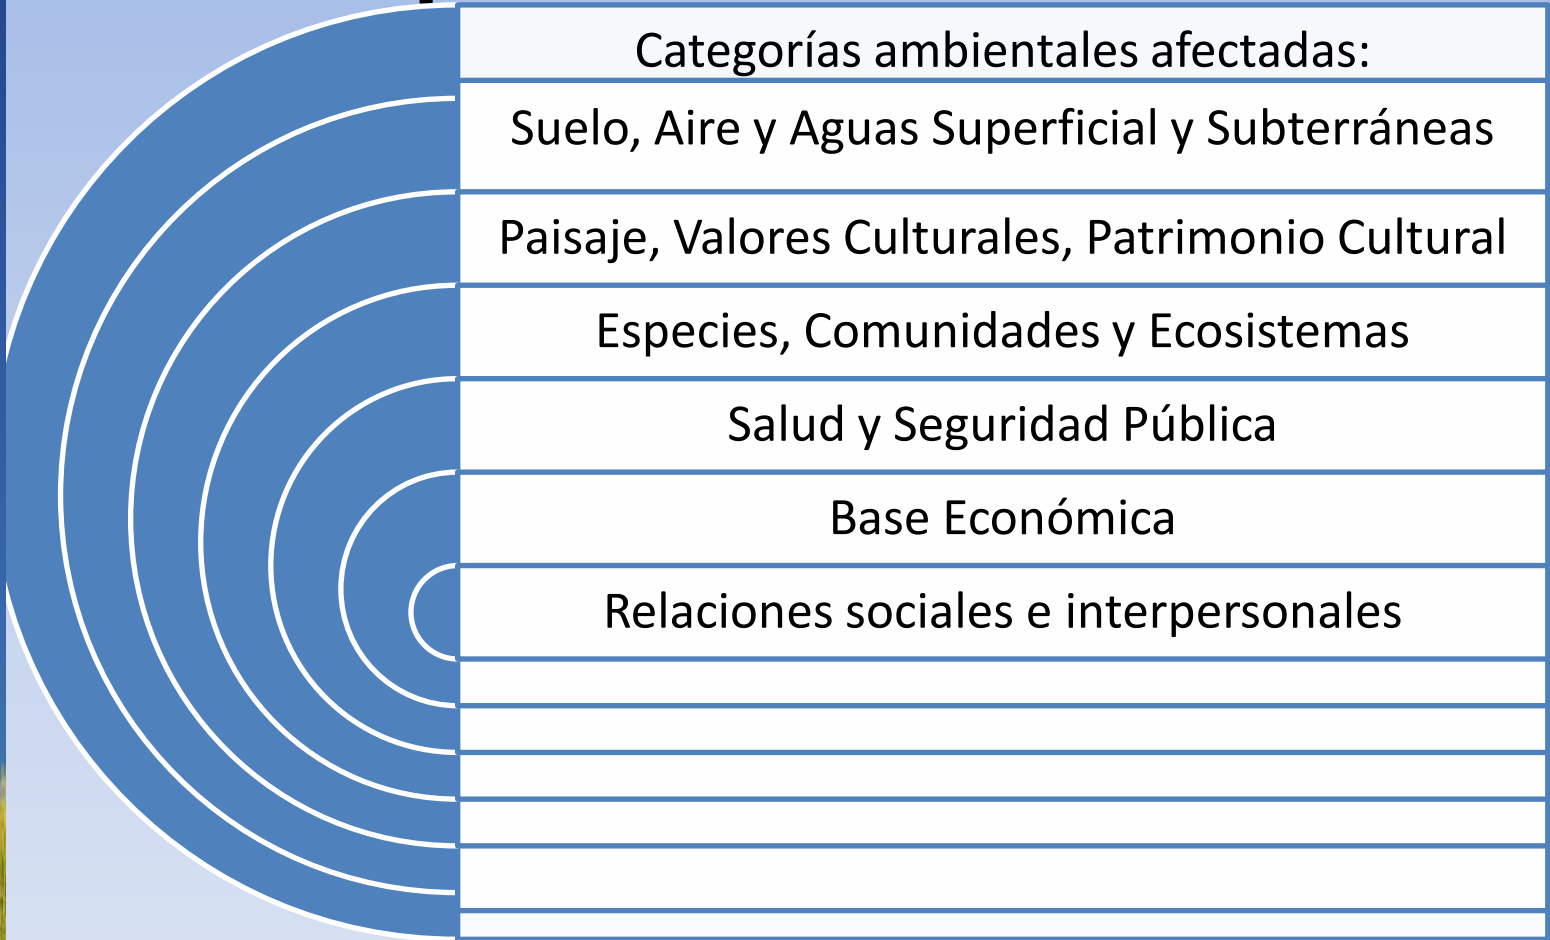 Categorías ambientales afectadas:
Suelo, Aire y Aguas Superficial y Subterráneas
Paisaje, Valores Culturales, Patrimonio Cultural
Especies, Comunidades y Ecosistemas
Salud y Seguridad Pública
Base Económica
Relaciones sociales e interpersonales